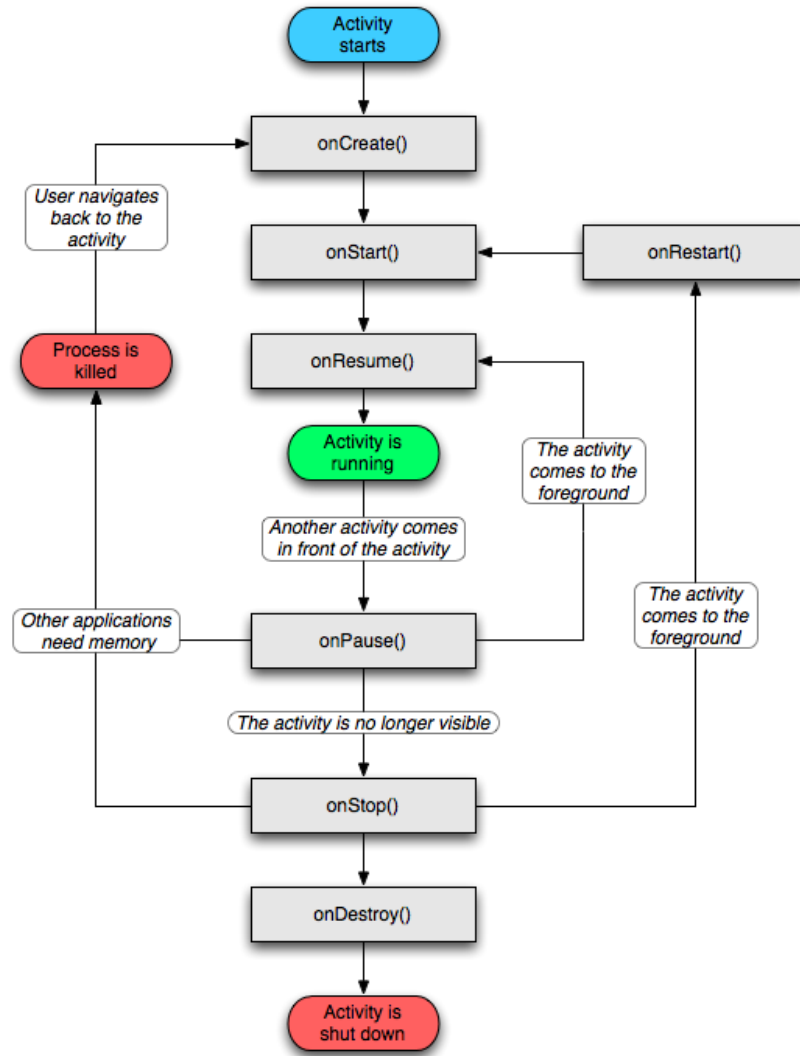 Activity
starts
onCreate()
User navigates
back to the
activity
onStart()
onRestart()
Process is
killed
onResume()
Activity is
running
The activity
comes to the
foreground
Another activity comes
in front of the activity
The activity
comes to the
foreground
Other applications
need memory
onPause()
The activity is no longer visible
onStop()
onDestroy()
Activity is
shut down